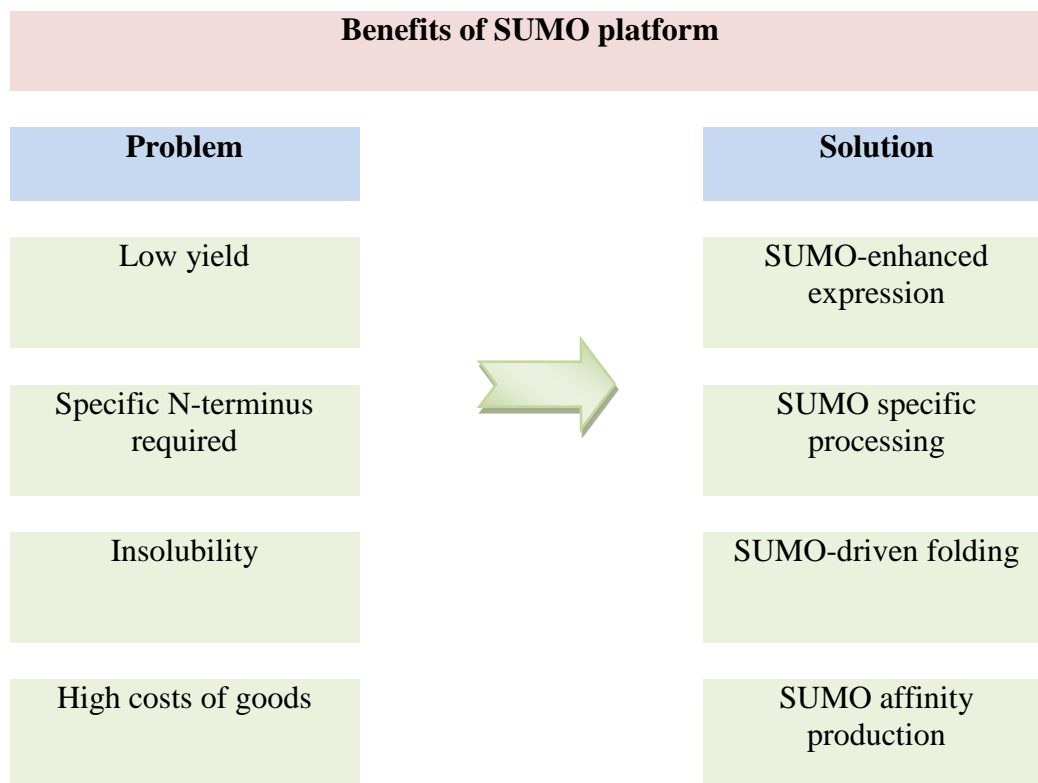 Benefits of SUMO platform
Problem
Solution
Low yield
SUMO-enhanced
expression
Specific N-terminus
required
SUMO specific
processing
Insolubility
SUMO-driven folding
High costs of goods
SUMO affinity
production